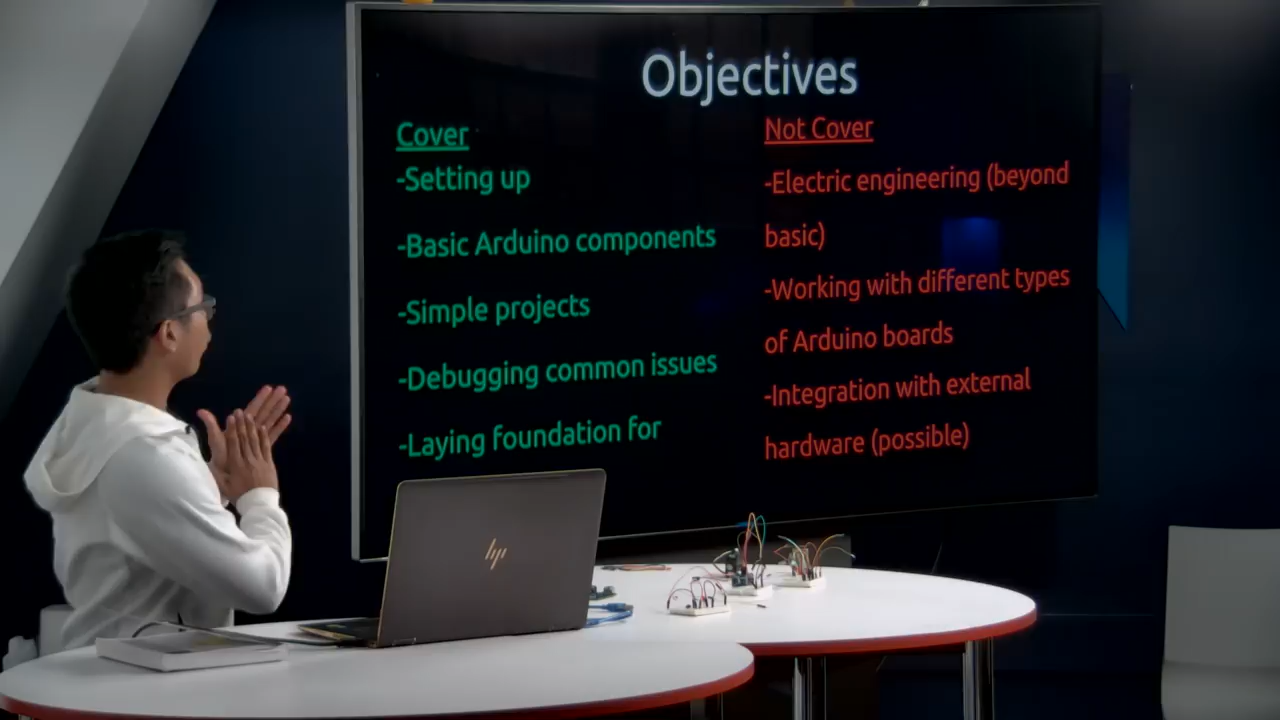 Objectives
Cover
-Setting up
-Basic Arduino components
-Simple projects
-Debugging common issues
-Laying foundation for
Not Cover
-Electric engineering (beyond
basic)
-Working with different types
of Arduino boards
-Integration with external
hardware (possible)
hp